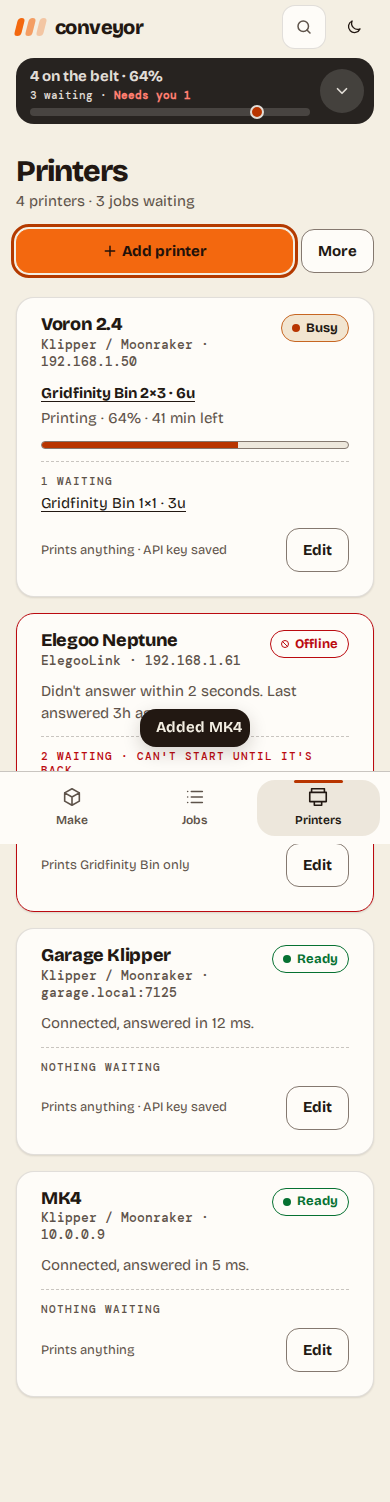 conveyor
4 on the belt · 64%
3 waiting · Needs you 1
Printers
4 printers · 3 jobs waiting
+ Add printer
More
Voron 2.4
Busy
Klipper / Moonraker ·
192.168.1.50
Gridfinity Bin 2×3 · 6u
Printing · 64% · 41 min left
1 WAITING
Gridfinity Bin 1×1 · 3u
Prints anything · API key saved
Edit
Elegoo Neptune
Offline
ElegooLink · 192.168.1.61
Didn't answer within 2 seconds. Last
answered 3h
Added MK4
2 WAITING · CAN'T START UNTIL IT'S
BACK
Make
Jobs
Printers
Prints Gridfinity Bin only
Edit
Garage Klipper
Ready
Klipper / Moonraker ·
garage.local:7125
Connected, answered in 12 ms.
NOTHING WAITING
Prints anything · API key saved
Edit
MK4
Ready
Klipper / Moonraker ·
10.0.0.9
Connected, answered in 5 ms.
NOTHING WAITING
Prints anything
Edit